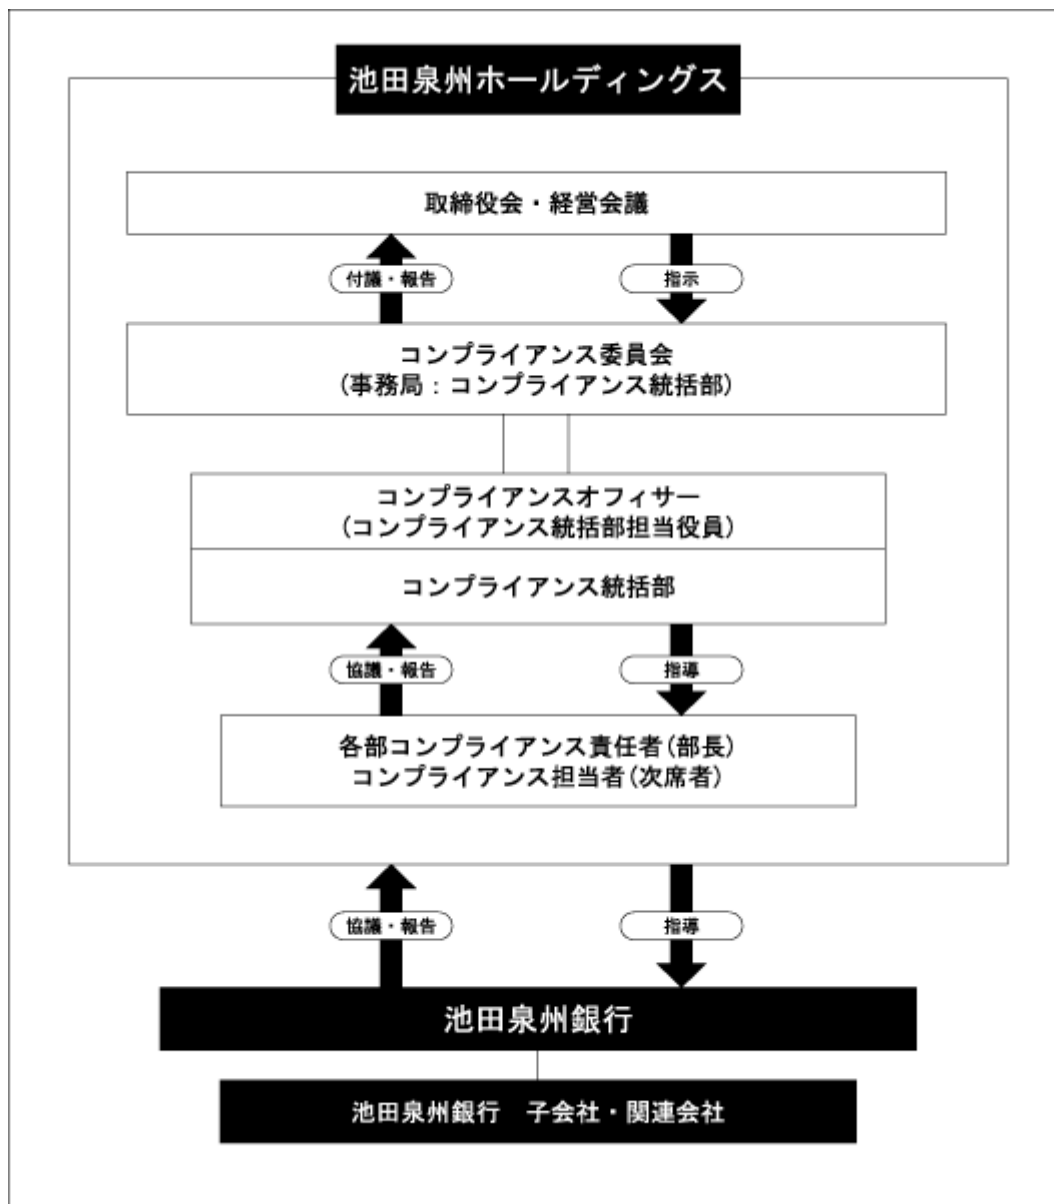 池田泉州ホールディングス
取締役会・経営会議
付議・報告
指示
コンプライアンス委員会
(事務局：コンプライアンス統括部)
コンプライアンスオフィサー
(コンプライアンス統括部担当役員)
コンプライアンス統括部
協議・報告
指導
各部コンプライアンス責任者(部長)
コンプライアンス担当者(次席者)
協議・報告
指導
池田泉州銀行
池田泉州銀行　子会社・関連会社